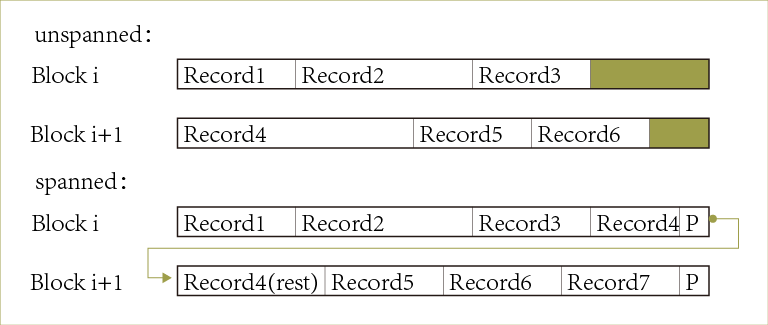 unspanned:
Block i Record1 Record2 Record3
Block i+1 Record4 Record5 Record6
spanned:
Block i Record1 Record2 Record3 Record4 P
Block i+1 Record4(rest) Record5 Record6 Record7 P